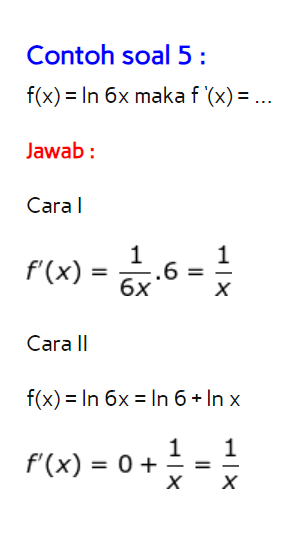 Contoh soal 5 :
f(x) = ln 6x maka f '(x) = ...
Jawab :
Cara I
f'(x) = 1/6x .6 = 1/x
Cara II
f(x) = ln 6x = ln 6 + ln x
f'(x) = 0 + 1/x = 1/x